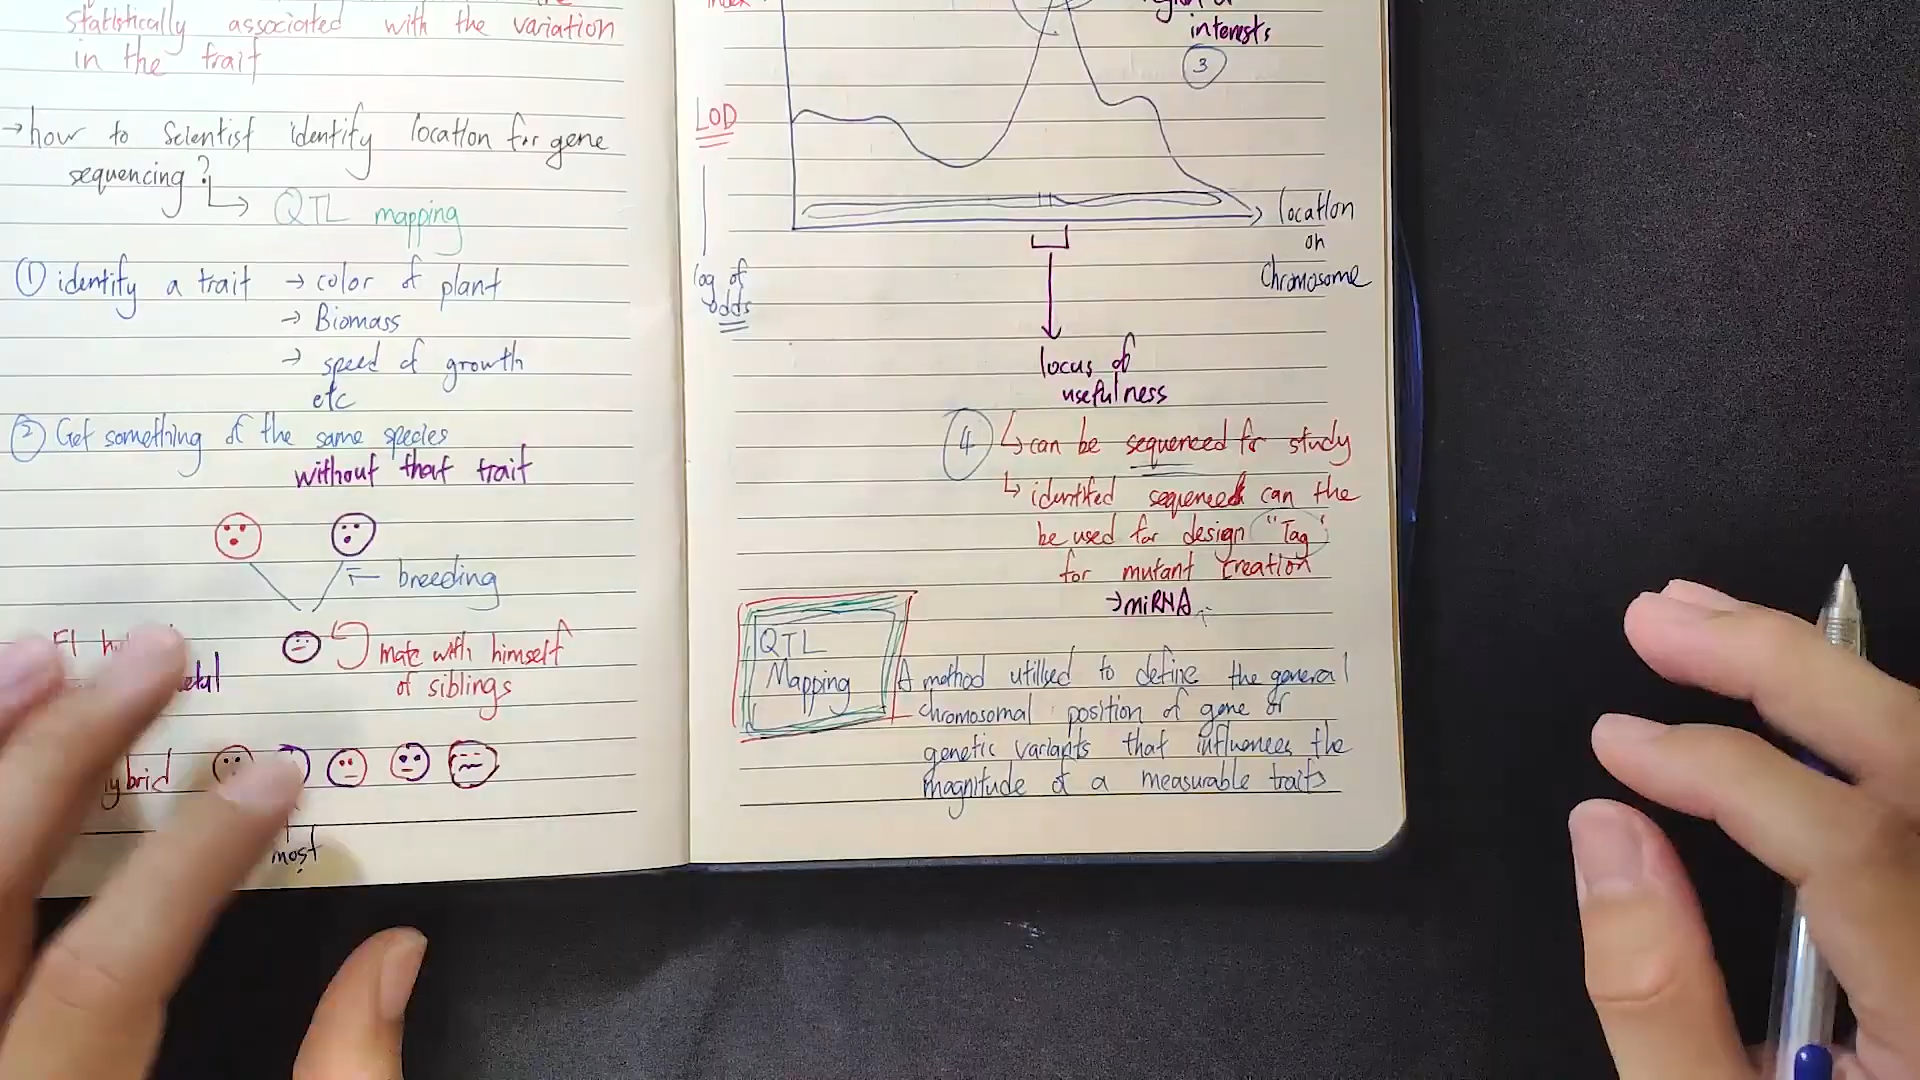 statistically associated with the variation
in the trait
→ how to scientist identify location for gene
sequencing?
↳ QTL mapping
① identify a trait → color of plant
→ Biomass
→ speed of growth
etc
② Get something of the same species
without that trait
← breeding
F1
mate with himself
of siblings
most
interests
③
LOD
log of
odds
location
on
chromosome
locus of
usefulness
④ ↳ can be sequenced for study
↳ identifed sequenced can the
be used for design "Tag"
for mutant creation
→ miRNA
QTL
Mapping
A method utilised to define the general
chromosomal position of gene or
genetic variants that influences the
magnitude of a measurable traits